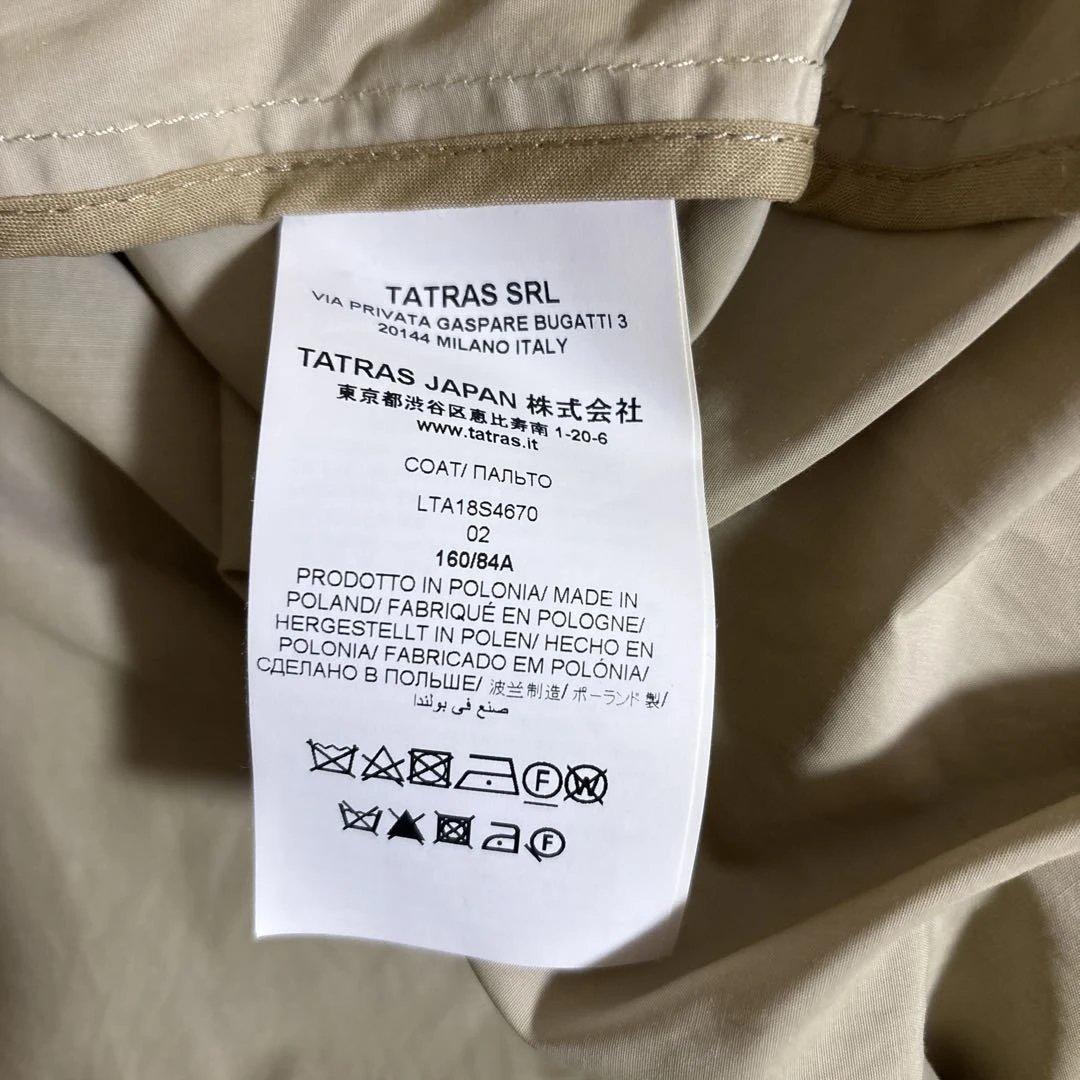 TATRAS SRL
VIA PRIVATA GASPARE BUGATTI 3
20144 MILANO ITALY
TATRAS JAPAN 株式会社
東京都渋谷区恵比寿南 1-20-6
www.tatras.it
COAT/ ПАЛЬТО
LTA18S4670
02
160/84A
PRODOTTO IN POLONIA/ MADE IN
POLAND/ FABRIQUÉ EN POLOGNE/
HERGESTELLT IN POLEN/ HECHO EN
POLONIA/ FABRICADO EM POLÓNIA/
СДЕЛАНО В ПОЛЬШЕ/ 波兰制造/ ポーランド製/
صنع في بولندا
F W
F